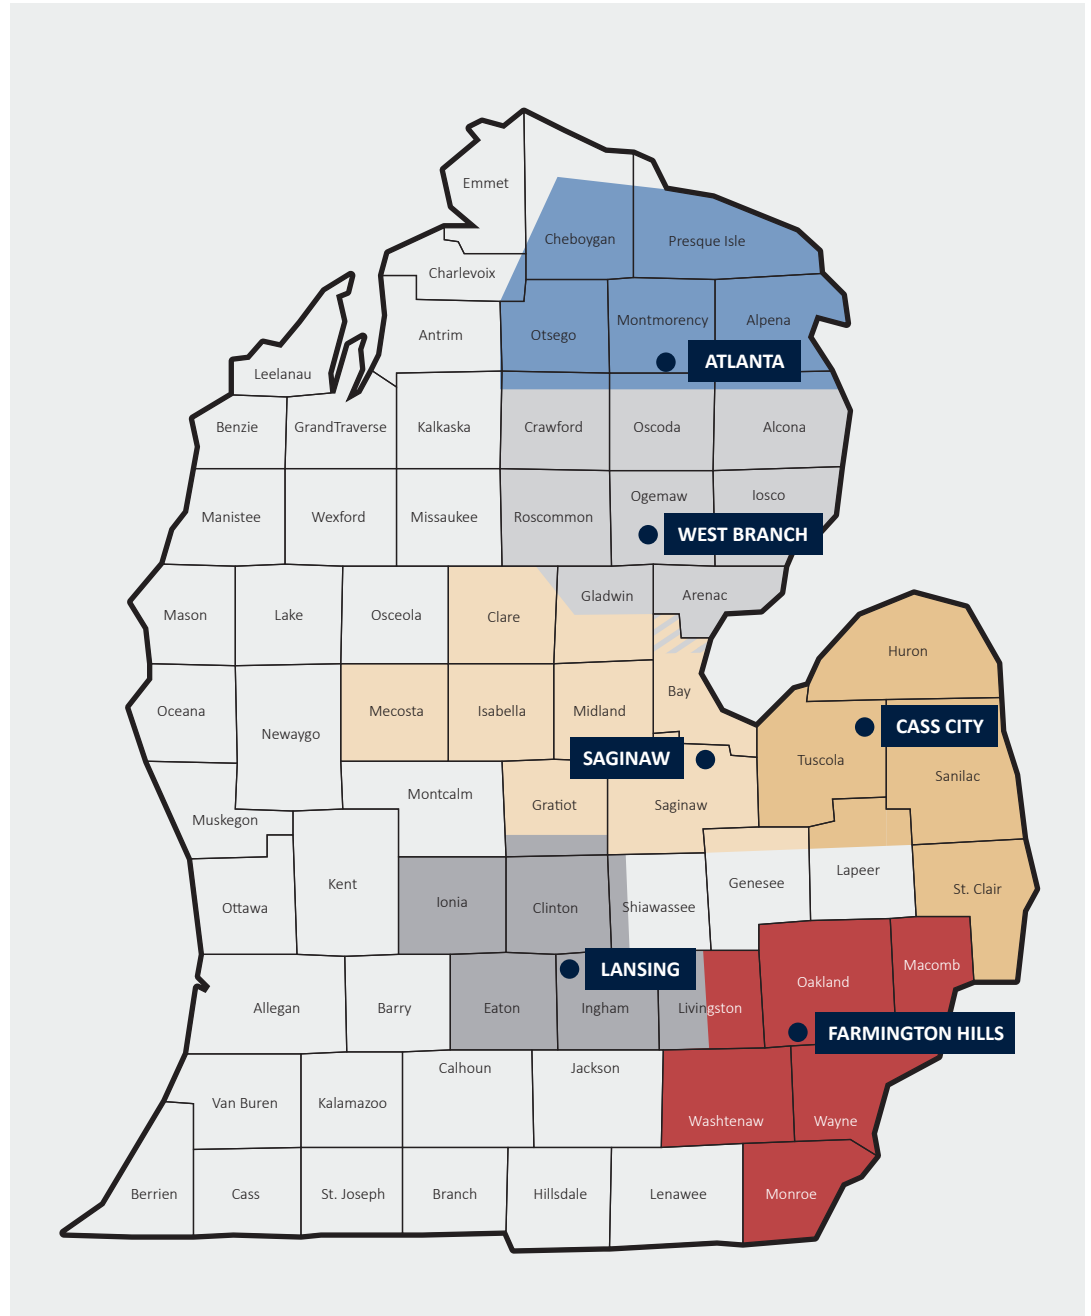 Emmet
Cheboygan
Presque Isle
Charlevoix
Antrim
Otsego
Montmorency
Alpena
ATLANTA
Leelanau
Benzie
GrandTraverse
Kalkaska
Crawford
Oscoda
Alcona
Manistee
Wexford
Missaukee
Roscommon
Ogemaw
Iosco
WEST BRANCH
Mason
Lake
Osceola
Clare
Gladwin
Arenac
Huron
Oceana
Newaygo
Mecosta
Isabella
Midland
Bay
CASS CITY
SAGINAW
Tuscola
Sanilac
Muskegon
Montcalm
Gratiot
Saginaw
Kent
Ottawa
Ionia
Clinton
Shiawassee
Genesee
Lapeer
St. Clair
LANSING
Oakland
Macomb
Allegan
Barry
Eaton
Ingham
Livingston
FARMINGTON HILLS
Van Buren
Kalamazoo
Calhoun
Jackson
Washtenaw
Wayne
Berrien
Cass
St. Joseph
Branch
Hillsdale
Lenawee
Monroe